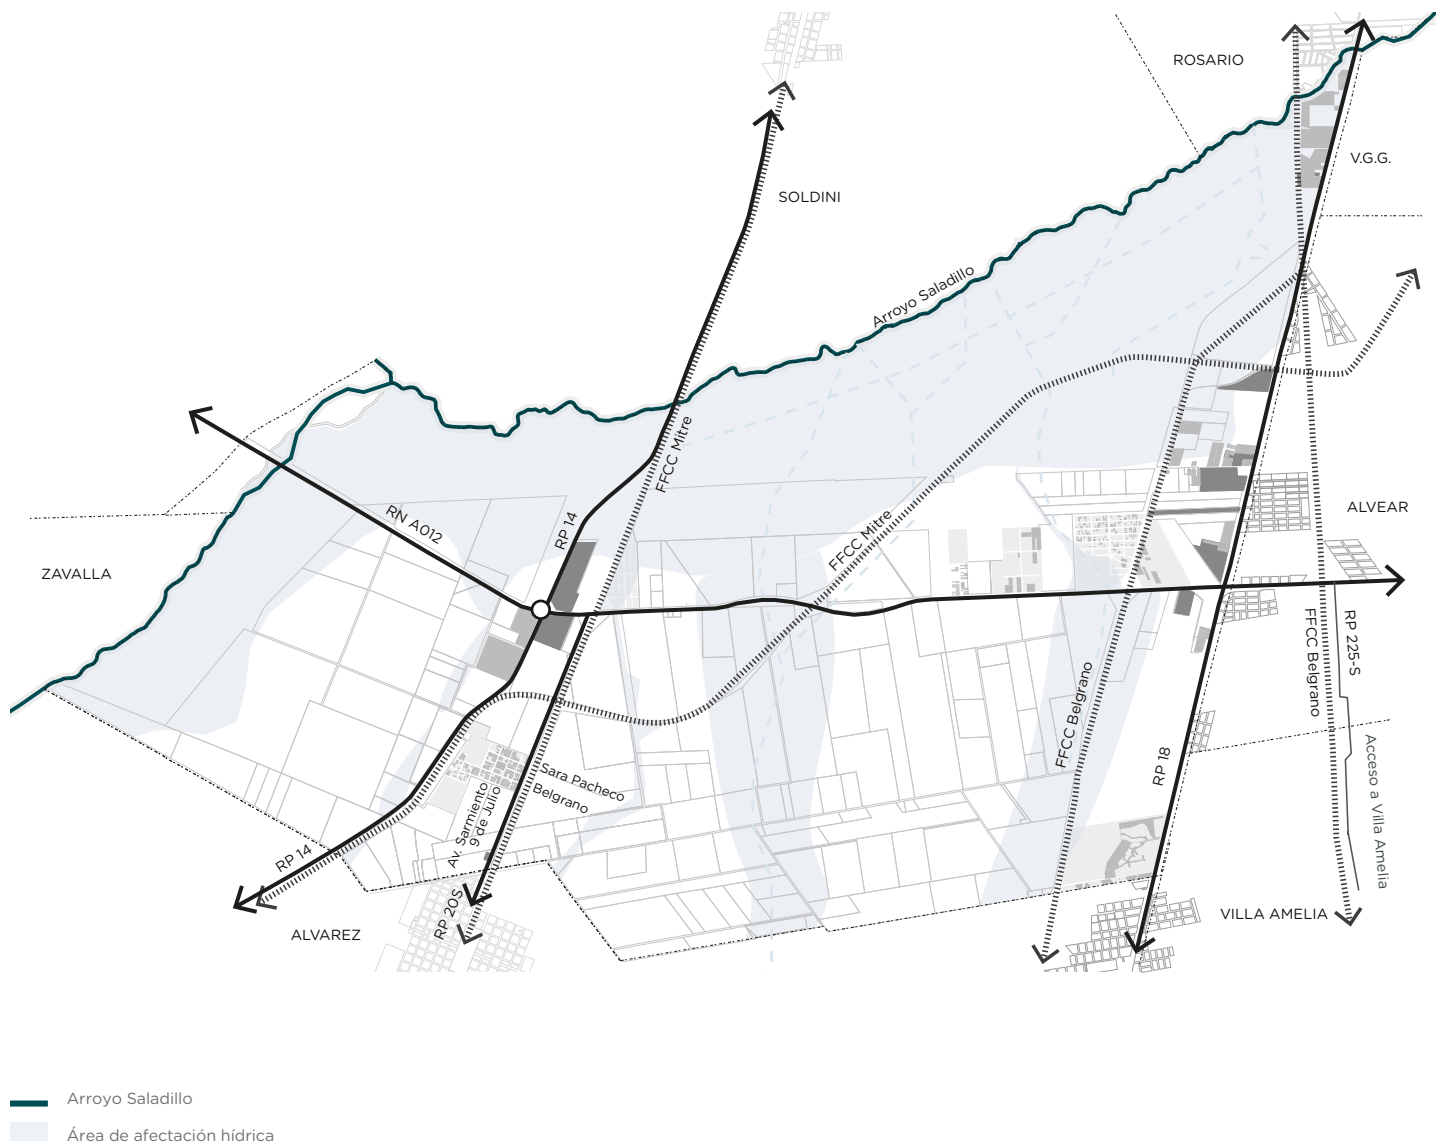 ROSARIO
V.G.G.
SOLDINI
Arroyo Saladillo
FFCC Mitre
RN A012
RP 14
FFCC Mitre
ALVEAR
ZAVALLA
RP 225-S
FFCC Belgrano
FFCC Belgrano
RP 18
Acceso a Villa Amelia
Sara Pacheco
Belgrano
Av. Sarmiento
9 de Julio
RP 14
RP 20S
ALVAREZ
VILLA AMELIA
Arroyo Saladillo
Área de afectación hídrica